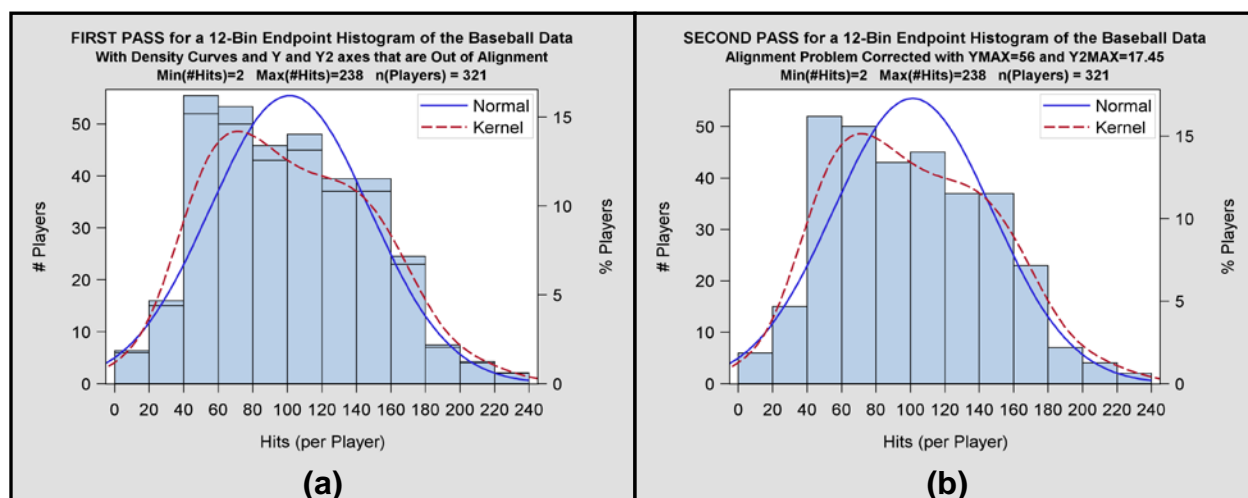 FIRST PASS for a 12-Bin Endpoint Histogram of the Baseball Data
With Density Curves and Y and Y2 axes that are Out of Alignment
Min(#Hits)=2 Max(#Hits)=238 n(Players) = 321
Normal
Kernel
50
40
30
20
10
0
# Players
15
10
5
0
% Players
0 20 40 60 80 100 120 140 160 180 200 220 240
Hits (per Player)
(a)
SECOND PASS for a 12-Bin Endpoint Histogram of the Baseball Data
Alignment Problem Corrected with YMAX=56 and Y2MAX=17.45
Min(#Hits)=2 Max(#Hits)=238 n(Players) = 321
Normal
Kernel
50
40
30
20
10
0
# Players
15
10
5
0
% Players
0 20 40 60 80 100 120 140 160 180 200 220 240
Hits (per Player)
(b)